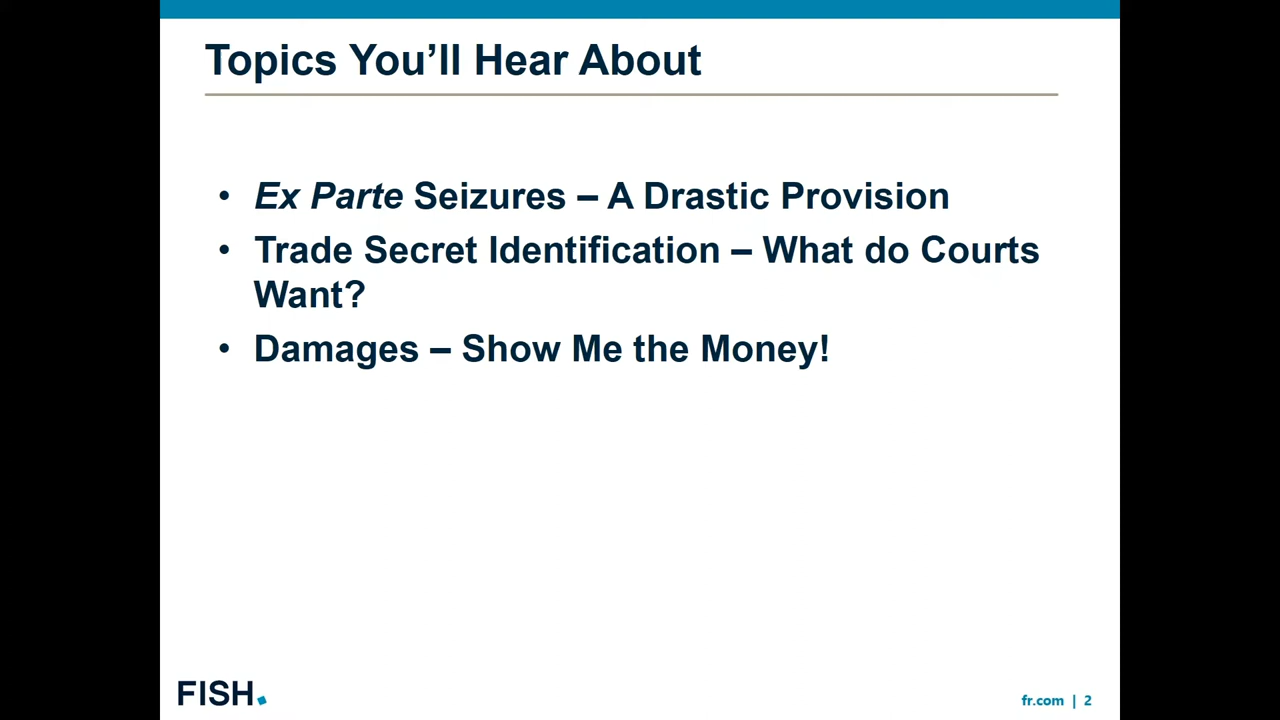 Topics You’ll Hear About
• Ex Parte Seizures – A Drastic Provision
• Trade Secret Identification – What do Courts
Want?
• Damages – Show Me the Money!
FISH.
fr.com | 2